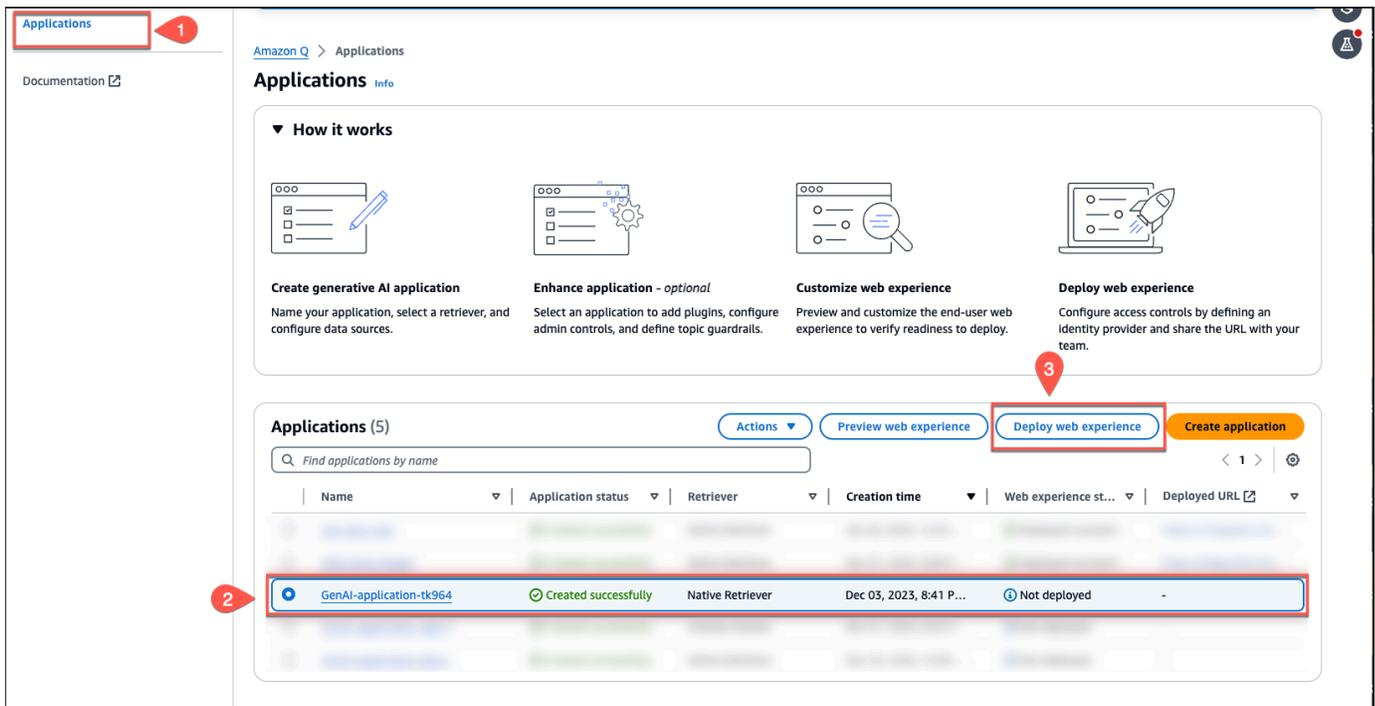 Applications
1
Documentation
Amazon Q > Applications
Applications Info
How it works
Create generative AI application
Name your application, select a retriever, and
configure data sources.
Enhance application - optional
Select an application to add plugins, configure
admin controls, and define topic guardrails.
Customize web experience
Preview and customize the end-user web
experience to verify readiness to deploy.
Deploy web experience
Configure access controls by defining an
identity provider and share the URL with your
team.
3
Applications (5)
Actions
Preview web experience
Deploy web experience
Create application
Find applications by name
< 1 >
Name
Application status
Retriever
Creation time
Web experience st...
Deployed URL
2
GenAI-application-tk964
Created successfully
Native Retriever
Dec 03, 2023, 8:41 P...
Not deployed
-